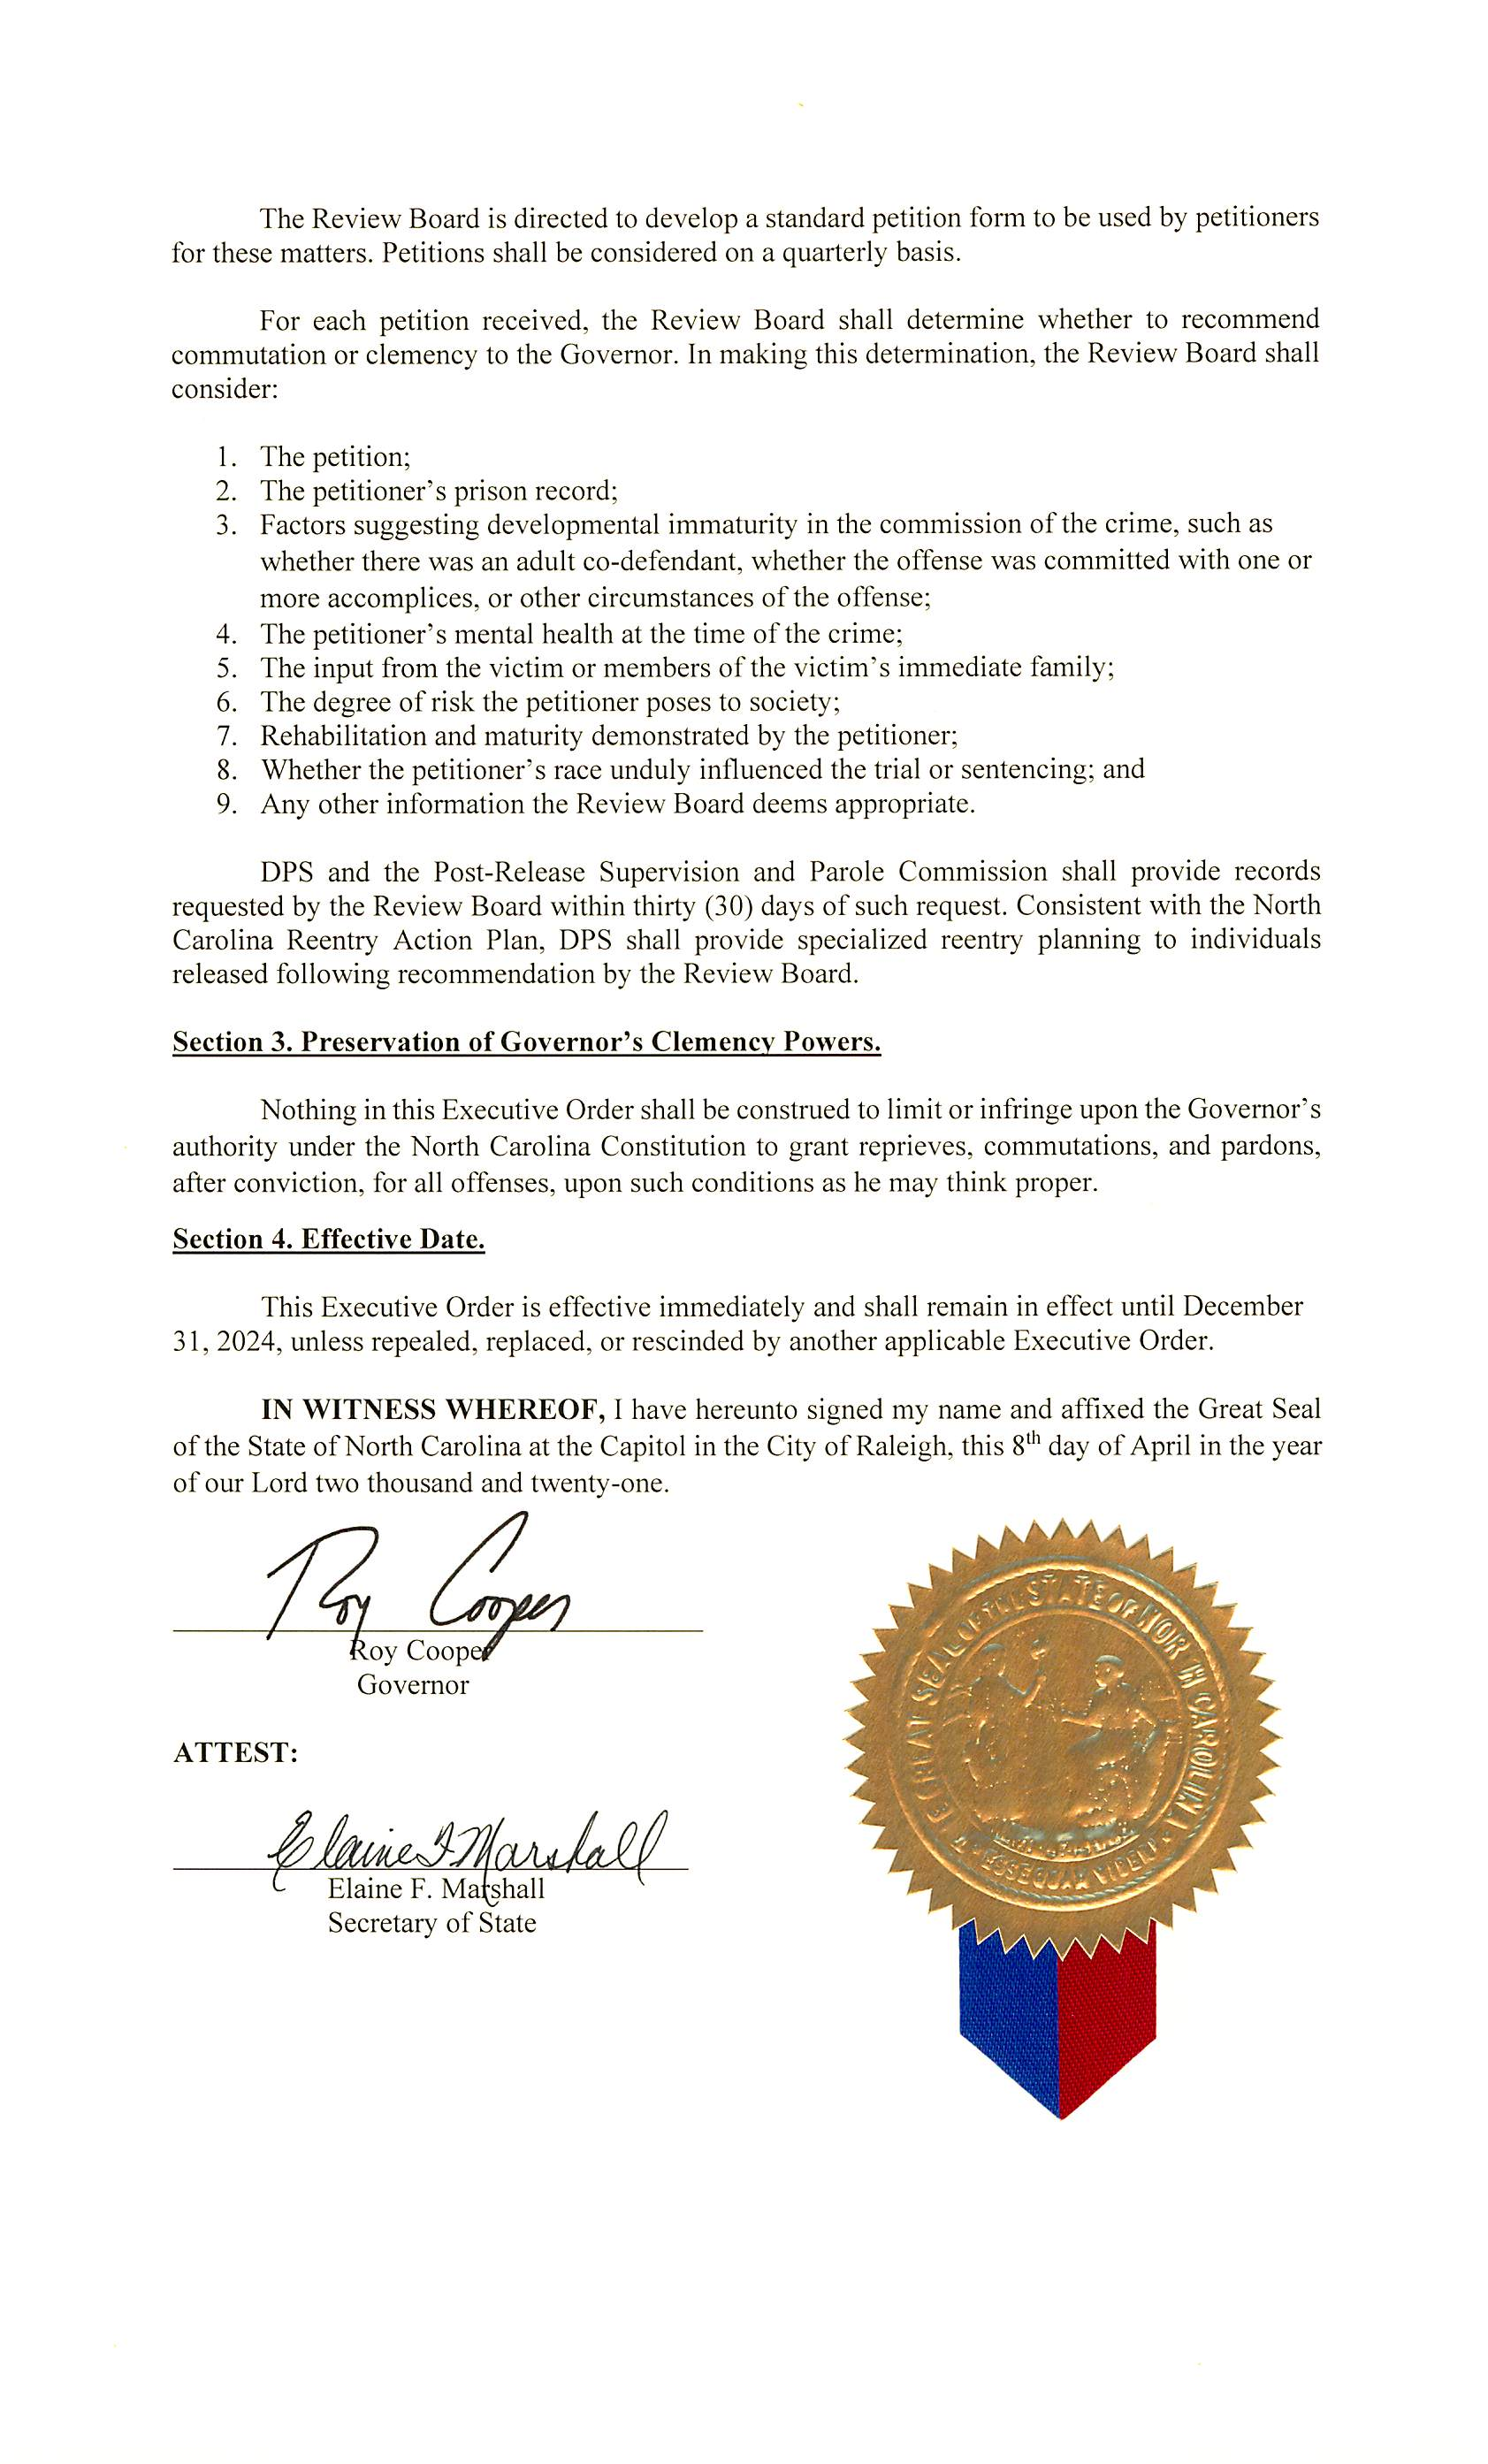 The Review Board is directed to develop a standard petition form to be used by petitioners
for these matters. Petitions shall be considered on a quarterly basis.
For each petition received, the Review Board shall determine whether to recommend
commutation or clemency to the Governor. In making this determination, the Review Board shall
consider:
1. The petition;
2. The petitioner's prison record;
3. Factors suggesting developmental immaturity in the commission of the crime, such as
whether there was an adult co-defendant, whether the offense was committed with one or
more accomplices, or other circumstances of the offense;
4. The petitioner's mental health at the time of the crime;
5. The input from the victim or members of the victim's immediate family;
6. The degree of risk the petitioner poses to society;
7. Rehabilitation and maturity demonstrated by the petitioner;
8. Whether the petitioner's race unduly influenced the trial or sentencing; and
9. Any other information the Review Board deems appropriate.
DPS and the Post-Release Supervision and Parole Commission shall provide records
requested by the Review Board within thirty (30) days of such request. Consistent with the North
Carolina Reentry Action Plan, DPS shall provide specialized reentry planning to individuals
released following recommendation by the Review Board.
Section 3. Preservation of Governor's Clemency Powers.
Nothing in this Executive Order shall be construed to limit or infringe upon the Governor's
authority under the North Carolina Constitution to grant reprieves, commutations, and pardons,
after conviction, for all offenses, upon such conditions as he may think proper.
Section 4. Effective Date.
This Executive Order is effective immediately and shall remain in effect until December
31, 2024, unless repealed, replaced, or rescinded by another applicable Executive Order.
IN WITNESS WHEREOF, I have hereunto signed my name and affixed the Great Seal
of the State of North Carolina at the Capitol in the City of Raleigh, this 8th day of April in the year
of our Lord two thousand and twenty-one.
Roy Cooper
Roy Cooper
Governor
ATTEST:
Elaine F Marshall
Elaine F. Marshall
Secretary of State
GREAT SEAL OF THE STATE OF NORTH CAROLINA